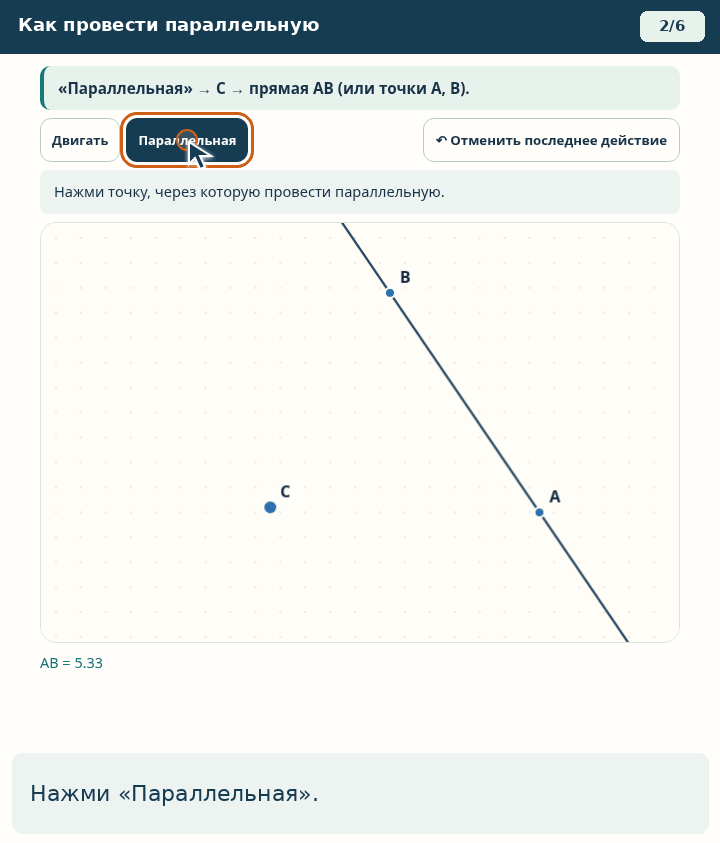 Как провести параллельную
2/6
«Параллельная» → C → прямая AB (или точки A, B).
Двигать
Параллельная
↶ Отменить последнее действие
Нажми точку, через которую провести параллельную.
B
C
A
AB = 5.33
Нажми «Параллельная».